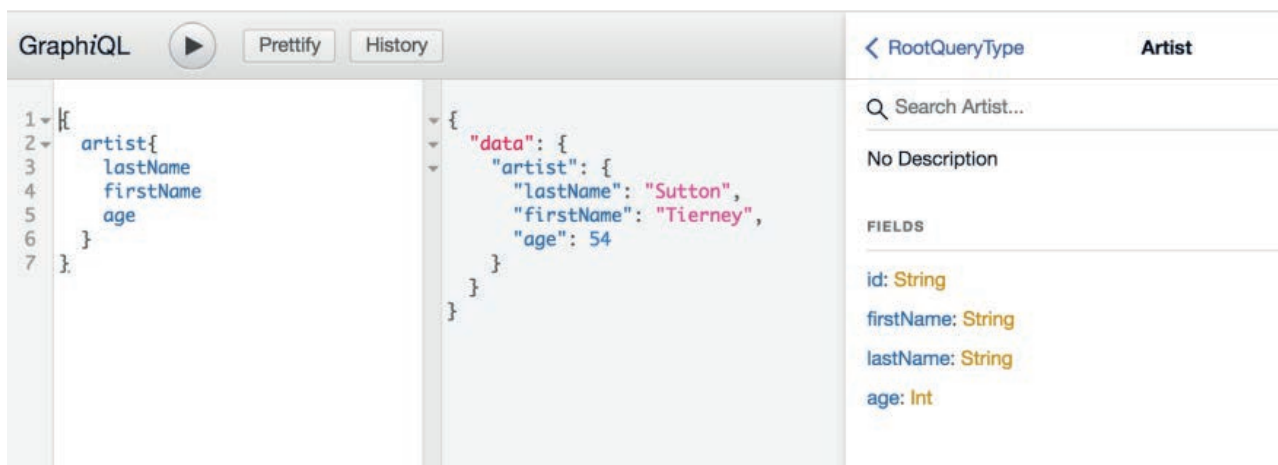 GraphiQL Prettify History
1 {
2 artist{
3 lastName
4 firstName
5 age
6 }
7 }
{
"data": {
"artist": {
"lastName": "Sutton",
"firstName": "Tierney",
"age": 54
}
}
}
RootQueryType Artist
Search Artist...
No Description
FIELDS
id: String
firstName: String
lastName: String
age: Int